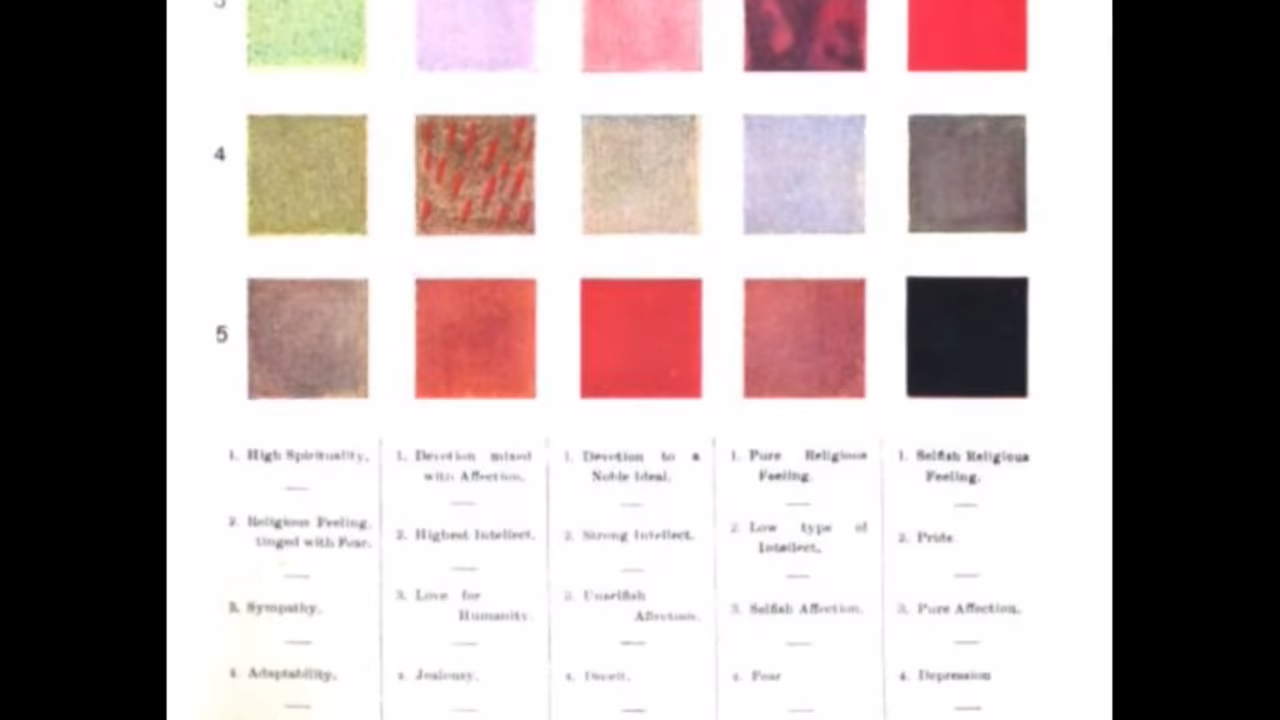 3
4
5
1. High Spirituality.
2. Religious Feeling,
tinged with Fear.
3. Sympathy.
4. Adaptability.
1. Devotion mixed
with Affection.
2. Highest Intellect.
3. Love for
Humanity.
4. Jealousy.
1. Devotion to a
Noble Ideal.
2. Strong Intellect.
3. Unselfish
Affection.
4. Deceit.
1. Pure Religious
Feeling.
2. Low type of
Intellect.
3. Selfish Affection.
4. Fear
1. Selfish Religious
Feeling.
2. Pride.
3. Pure Affection.
4. Depression